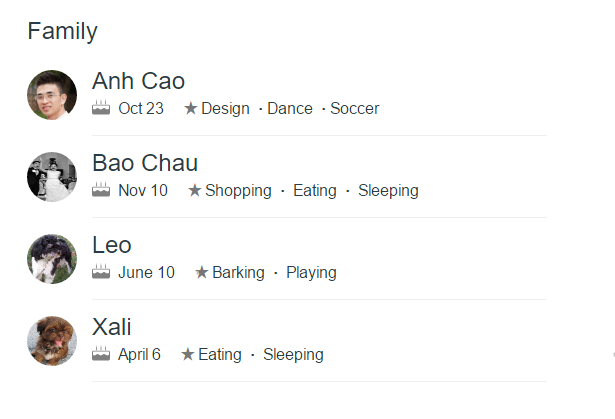 Family
Anh Cao
Oct 23 ★ Design · Dance · Soccer
Bao Chau
Nov 10 ★ Shopping · Eating · Sleeping
Leo
June 10 ★ Barking · Playing
Xali
April 6 ★ Eating · Sleeping